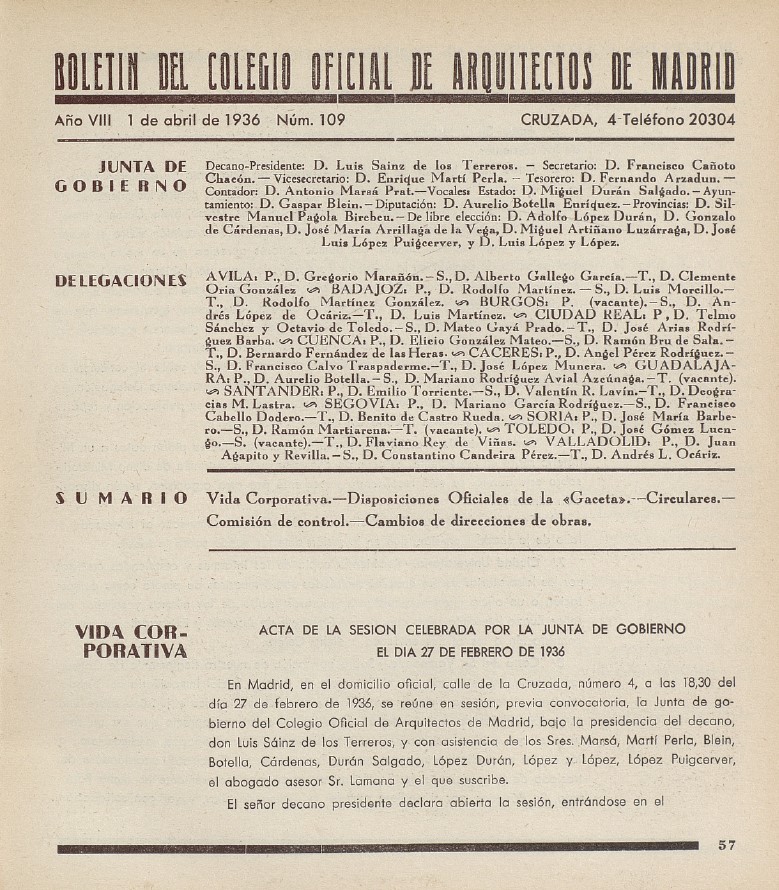 BOLETIN DEL COLEGIO OFICIAL DE ARQUITECTOS DE MADRID
Año VIII 1 de abril de 1936 Núm. 109 CRUZADA, 4-Teléfono 20304
JUNTA DE
GOBIERNO
Decano-Presidente: D. Luis Sainz de los Terreros. – Secretario: D. Francisco Cañoto
Chacón. — Vicesecretario: D. Enrique Martí Perla. – Tesorero: D. Fernando Arzadun.—
Contador: D. Antonio Marsá Prat.—Vocales: Estado: D. Miguel Durán Salgado.-Ayun-
tamiento: D. Gaspar Blein.-Diputación: D. Aurelio Botella Enríquez.-Provincias: D. Sil-
vestre Manuel Pagola Bireben.-De libre elección: D. Adolfo López Durán, D. Gonzalo
de Cárdenas, D. José María Arrillaga de la Vega, D. Miguel Artiñano Luzárraga, D. José
Luis López Puigcerver, y D. Luis López y López.
DELEGACIONES
AVILA: P., D. Gregorio Marañón.-S., D. Alberto Gallego García.—T., D. Clemente
Oria González ∽ BADAJOZ: P., D. Rodolfo Martínez. – S., D. Luis Morcillo.—
T., D. Rodolfo Martínez González. ∽ BURGOS: P. (vacante).-S., D. An-
drés López de Ocáriz.—T., D. Luis Martínez. ∽ CIUDAD REAL: P, D. Telmo
Sánchez y Octavio de Toledo.-S., D. Mateo Gayá Prado.-T., D. José Arias Rodrí-
guez Barba. ∽ CUENCA: P., D. Elicio González Mateo.—S., D. Ramón Bru de Sala.—
T., D. Bernardo Fernández de las Heras. ∽ CACERES: P., D. Angel Pérez Rodríguez.—
S., D. Francisco Calvo Traspaderme.—T., D. José López Munera. ∽ GUADALAJA-
RA: P., D. Aurelio Botella.-S., D. Mariano Rodríguez Avial Azcúnaga.-T. (vacante).
∽ SANTANDER: P., D. Emilio Torriente.—S., D. Valentín R. Lavín.—T., D. Deogra-
cias M. Lastra. ∽ SEGOVIA: P., D. Mariano García Rodríguez.—S., D. Francisco
Cabello Dodero.—T., D. Benito de Castro Rueda. ∽ SORIA: P., D. José María Barbe-
ro.—S., D. Ramón Martiarena.—T. (vacante). ∽ TOLEDO: P., D. José Gómez Luen-
go.—S. (vacante).—T., D. Flaviano Rey de Viñas. ∽ VALLADOLID: P., D. Juan
Agapito y Revilla.-S., D. Constantino Candeira Pérez.—T., D. Andrés L. Ocáriz.
SUMARIO
Vida Corporativa.—Disposiciones Oficiales de la «Gaceta».—Circulares.—
Comisión de control.—Cambios de direcciones de obras.
VIDA COR-
PORATIVA
ACTA DE LA SESION CELEBRADA POR LA JUNTA DE GOBIERNO
EL DIA 27 DE FEBRERO DE 1936
En Madrid, en el domicilio oficial, calle de la Cruzada, número 4, a las 18,30 del
día 27 de febrero de 1936, se reúne en sesión, previa convocatoria, la Junta de go-
bierno del Colegio Oficial de Arquitectos de Madrid, bajo la presidencia del decano,
don Luis Sáinz de los Terreros, y con asistencia de los Sres. Marsá, Martí Perla, Blein,
Botella, Cárdenas, Durán Salgado, López Durán, López y López, López Puigcerver,
el abogado asesor Sr. Lamana y el que suscribe.
El señor decano presidente declara abierta la sesión, entrándose en el
57